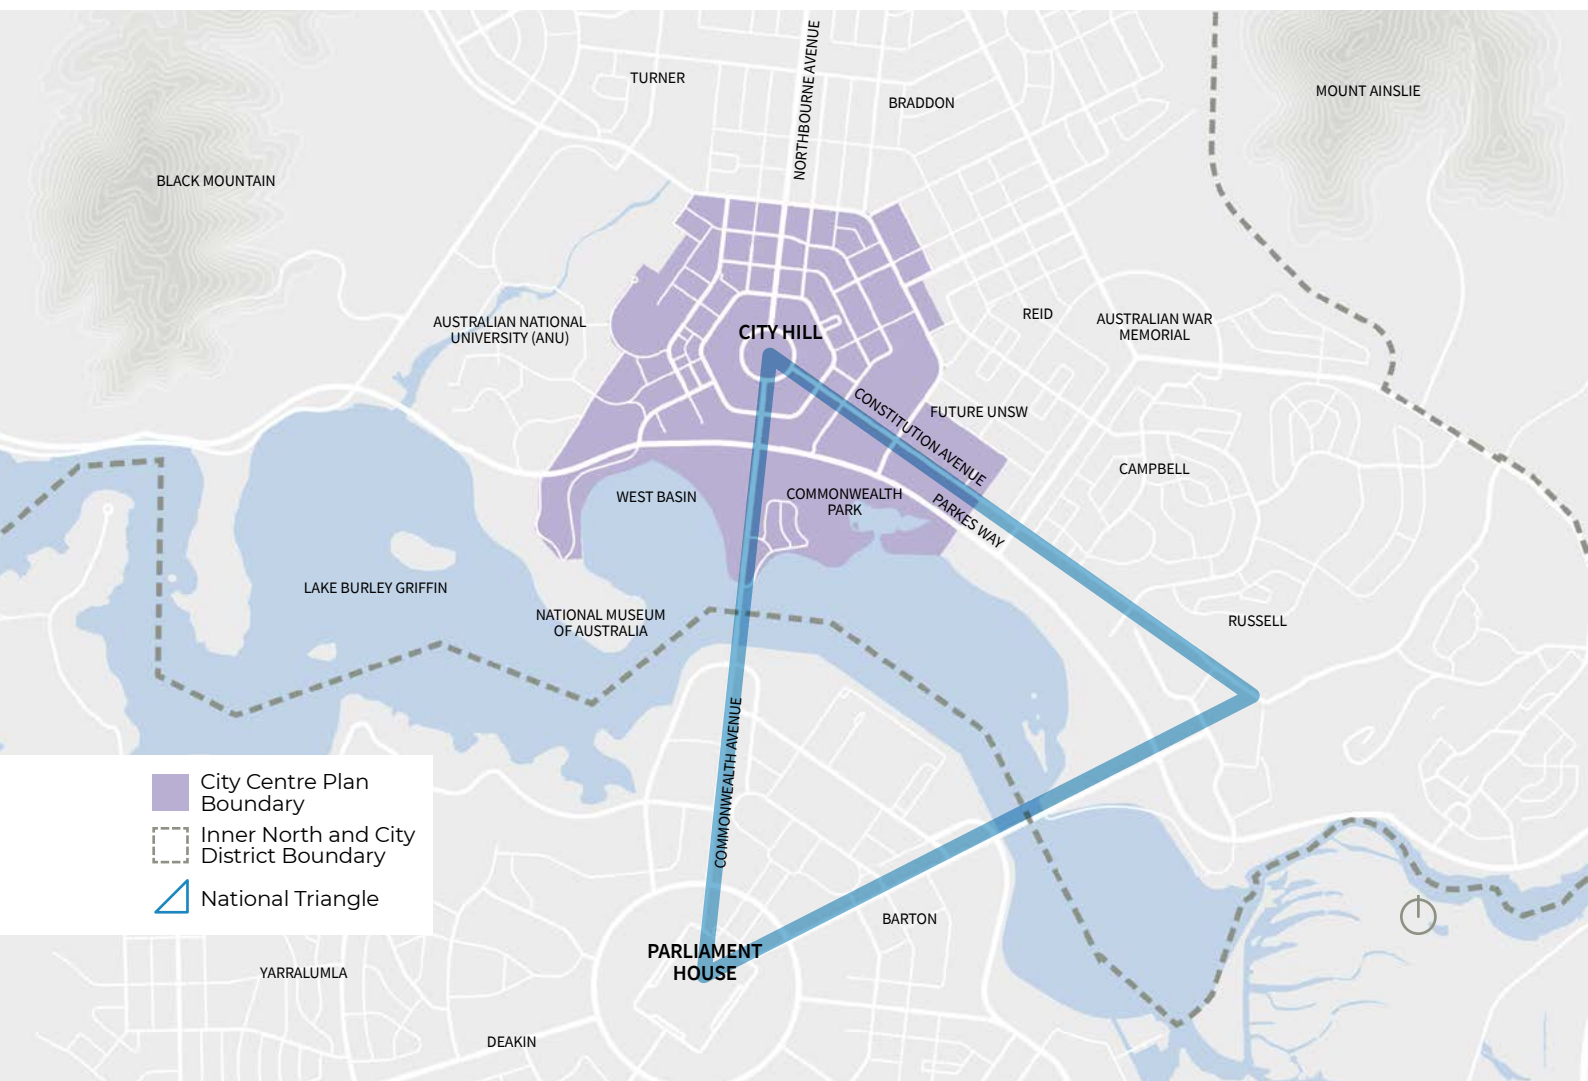 TURNER
NORTHBOURNE AVENUE
BRADDON
MOUNT AINSLIE
BLACK MOUNTAIN
AUSTRALIAN NATIONAL
UNIVERSITY (ANU)
CITY HILL
REID
AUSTRALIAN WAR
MEMORIAL
CONSTITUTION AVENUE
FUTURE UNSW
CAMPBELL
WEST BASIN
COMMONWEALTH
PARK
PARKES WAY
LAKE BURLEY GRIFFIN
NATIONAL MUSEUM
OF AUSTRALIA
RUSSELL
COMMONWEALTH AVENUE
City Centre Plan
Boundary
Inner North and City
District Boundary
National Triangle
BARTON
PARLIAMENT
HOUSE
YARRALUMLA
DEAKIN